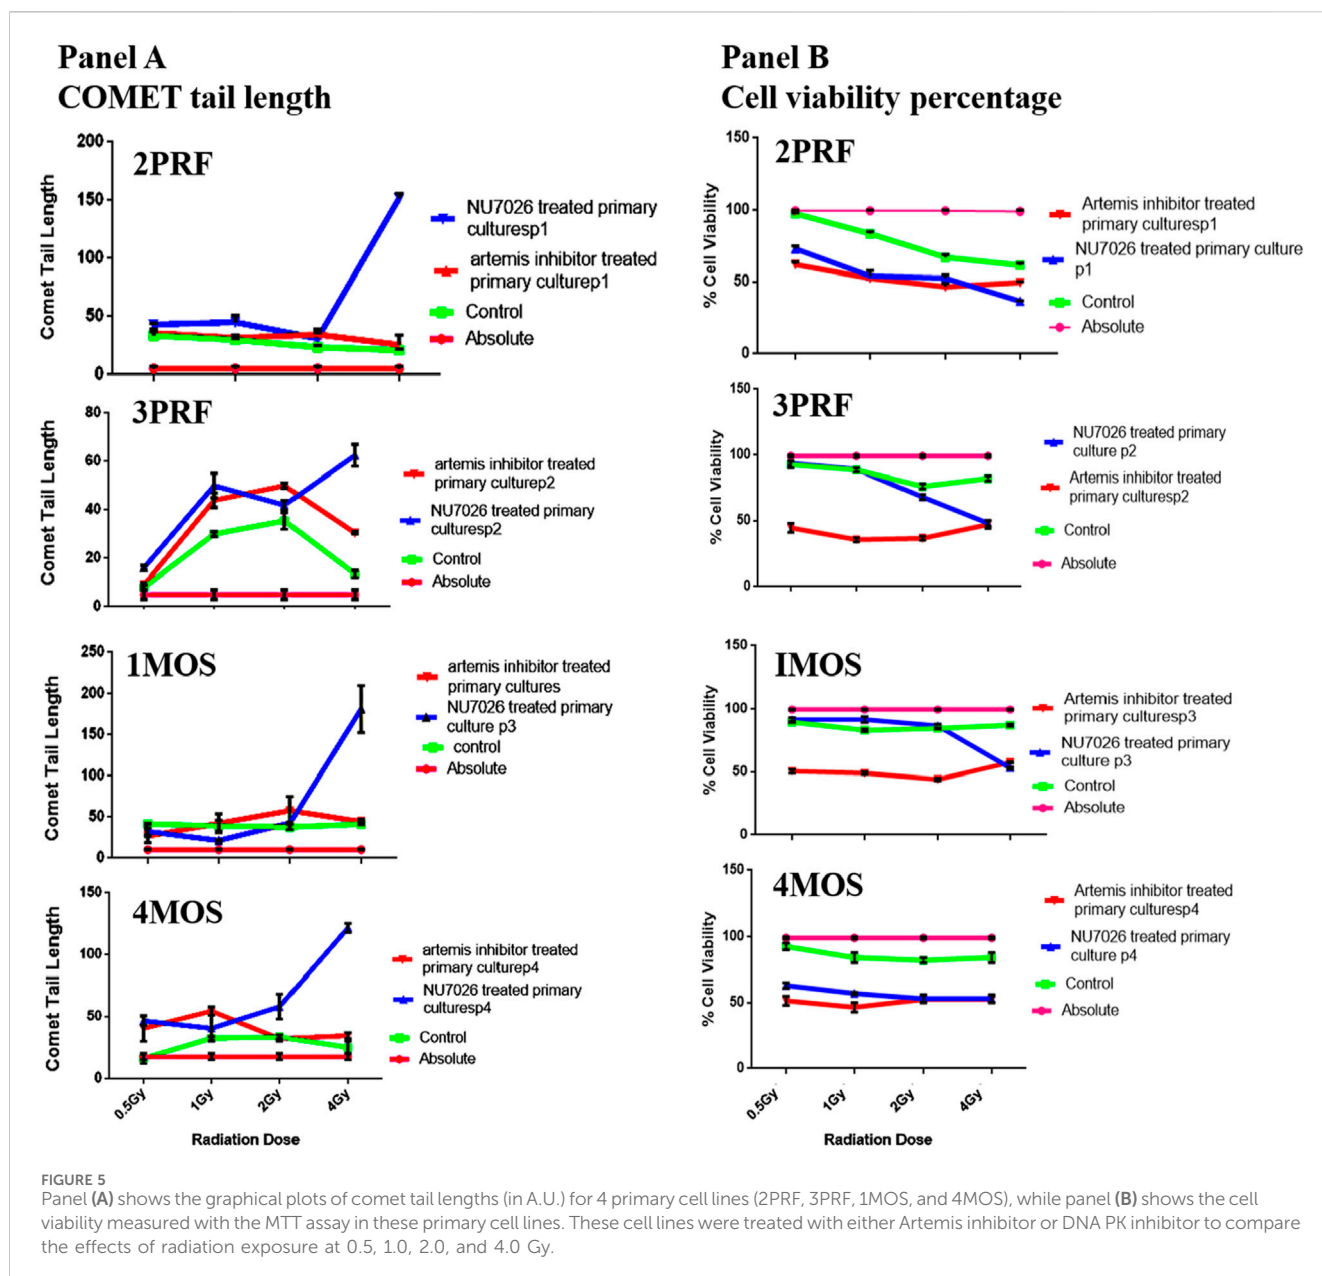 Panel A
COMET tail length
2PRF
Comet Tail Length
200
150
100
50
0
NU7026 treated primary
culturesp1
artemis inhibitor treated
primary culturep1
Control
Absolute
3PRF
Comet Tail Length
80
60
40
20
0
artemis inhibitor treated
primary culturep2
NU7026 treated primary
culturesp2
Control
Absolute
1MOS
Comet Tail Length
250
200
150
100
50
0
artemis inhibitor treated
primary cultures
NU7026 treated primary
culture p3
control
Absolute
4MOS
Comet Tail Length
150
100
50
0
artemis inhibitor treated
primary culturep4
NU7026 treated primary
culturesp4
Control
Absolute
0.5Gy
1Gy
2Gy
4Gy
Radiation Dose
Panel B
Cell viability percentage
2PRF
% Cell Viability
150
100
50
0
Artemis inhibitor treated
primary culturesp1
NU7026 treated primary culture
p1
Control
Absolute
3PRF
% Cell Viability
150
100
50
0
NU7026 treated primary
culture p2
Artemis inhibitor treated
primary culturesp2
Control
Absolute
IMOS
% Cell Viability
150
100
50
0
Artemis inhibitor treated
primary culturesp3
NU7026 treated primary
culture p3
Control
Absolute
4MOS
% Cell Viability
150
100
50
0
Artemis inhibitor treated
primary culturesp4
NU7026 treated primary
culture p4
Control
Absolute
0.5Gy
1Gy
2Gy
4Gy
Radiation Dose
FIGURE 5
Panel (A) shows the graphical plots of comet tail lengths (in A.U.) for 4 primary cell lines (2PRF, 3PRF, 1MOS, and 4MOS), while panel (B) shows the cell
viability measured with the MTT assay in these primary cell lines. These cell lines were treated with either Artemis inhibitor or DNA PK inhibitor to compare
the effects of radiation exposure at 0.5, 1.0, 2.0, and 4.0 Gy.